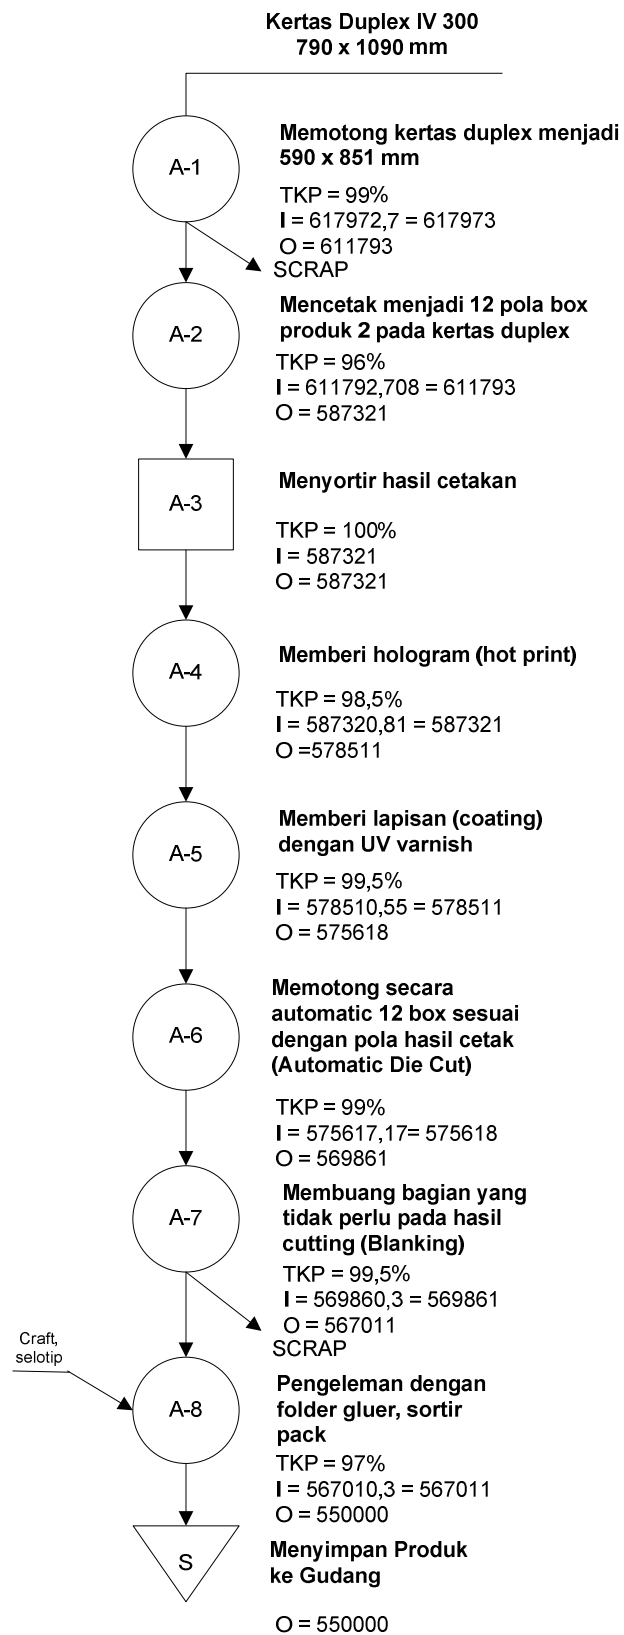 Kertas Duplex IV 300
790 x 1090 mm
A-1
Memotong kertas duplex menjadi
590 x 851 mm
TKP = 99%
I = 617972,7 = 617973
O = 611793
SCRAP
A-2
Mencetak menjadi 12 pola box
produk 2 pada kertas duplex
TKP = 96%
I = 611792,708 = 611793
O = 587321
A-3
Menyortir hasil cetakan
TKP = 100%
I = 587321
O = 587321
A-4
Memberi hologram (hot print)
TKP = 98,5%
I = 587320,81 = 587321
O =578511
A-5
Memberi lapisan (coating)
dengan UV varnish
TKP = 99,5%
I = 578510,55 = 578511
O = 575618
A-6
Memotong secara
automatic 12 box sesuai
dengan pola hasil cetak
(Automatic Die Cut)
TKP = 99%
I = 575617,17= 575618
O = 569861
A-7
Membuang bagian yang
tidak perlu pada hasil
cutting (Blanking)
TKP = 99,5%
I = 569860,3 = 569861
O = 567011
SCRAP
Craft,
selotip
A-8
Pengeleman dengan
folder gluer, sortir
pack
TKP = 97%
I = 567010,3 = 567011
O = 550000
S
Menyimpan Produk
ke Gudang
O = 550000